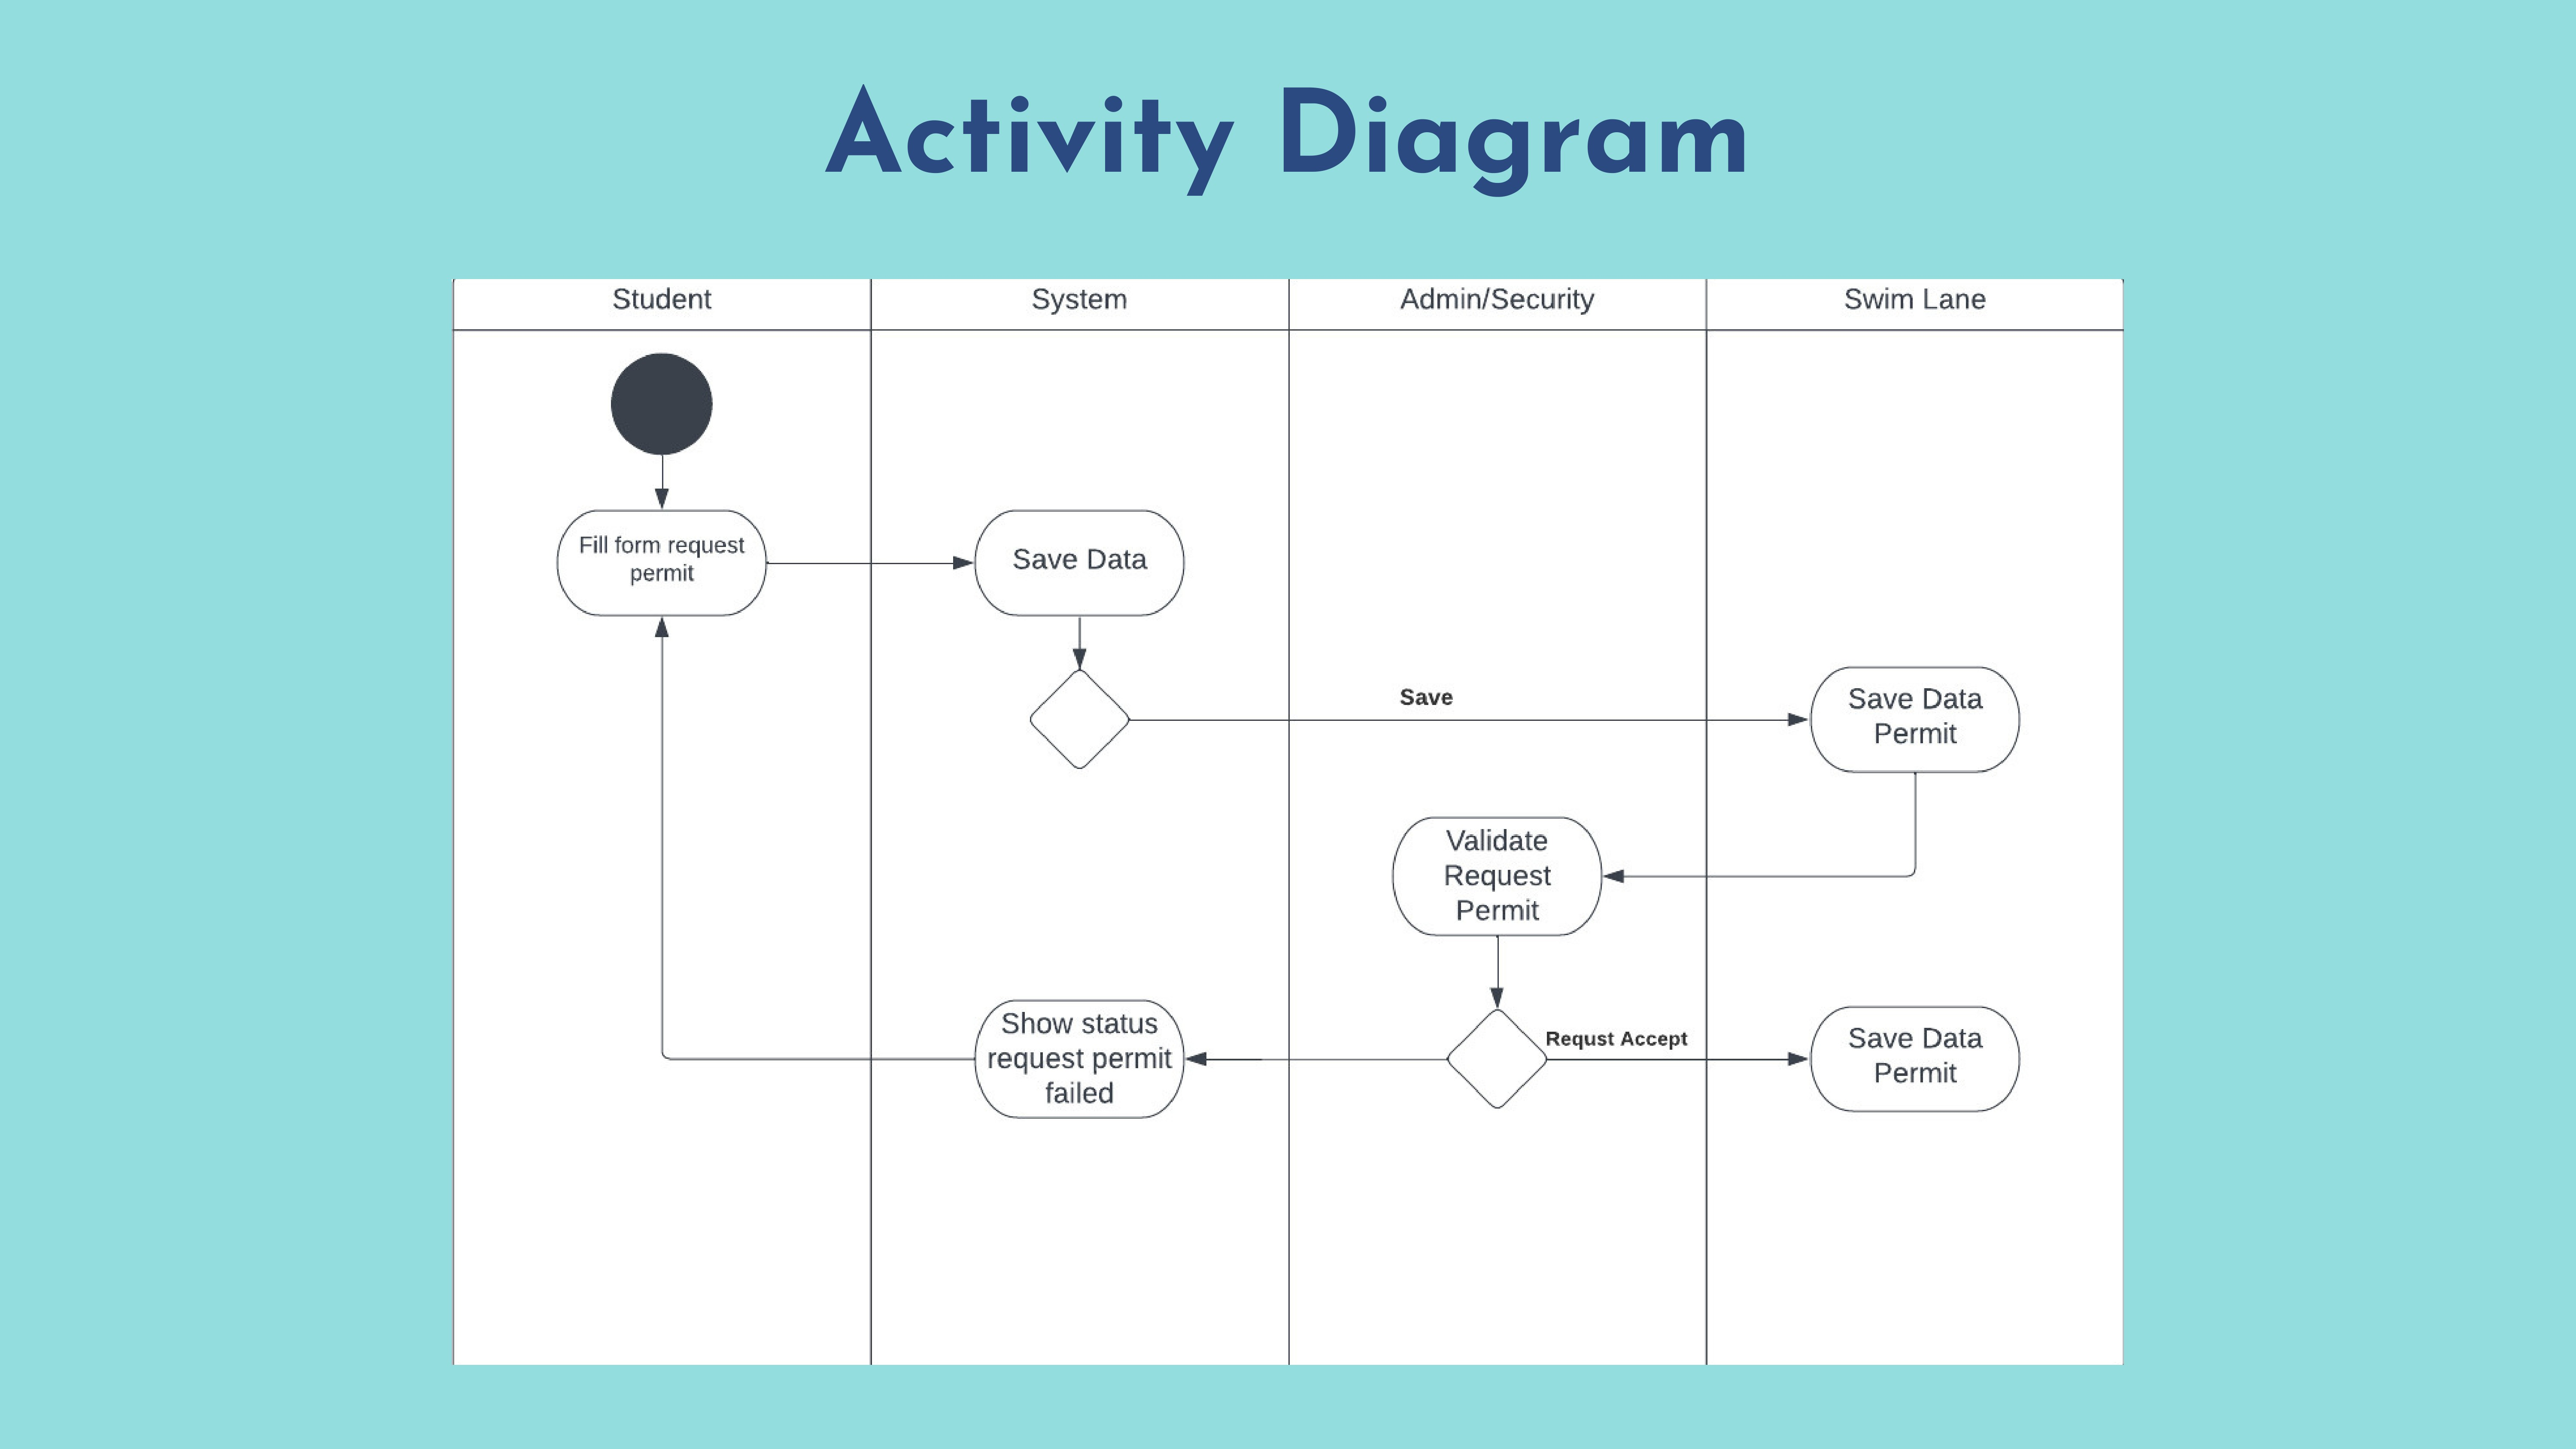 Activity Diagram
Student
System
Admin/Security
Swim Lane
Fill form request
permit
Save Data
Save
Save Data
Permit
Validate
Request
Permit
Show status
request permit
failed
Requst Accept
Save Data
Permit